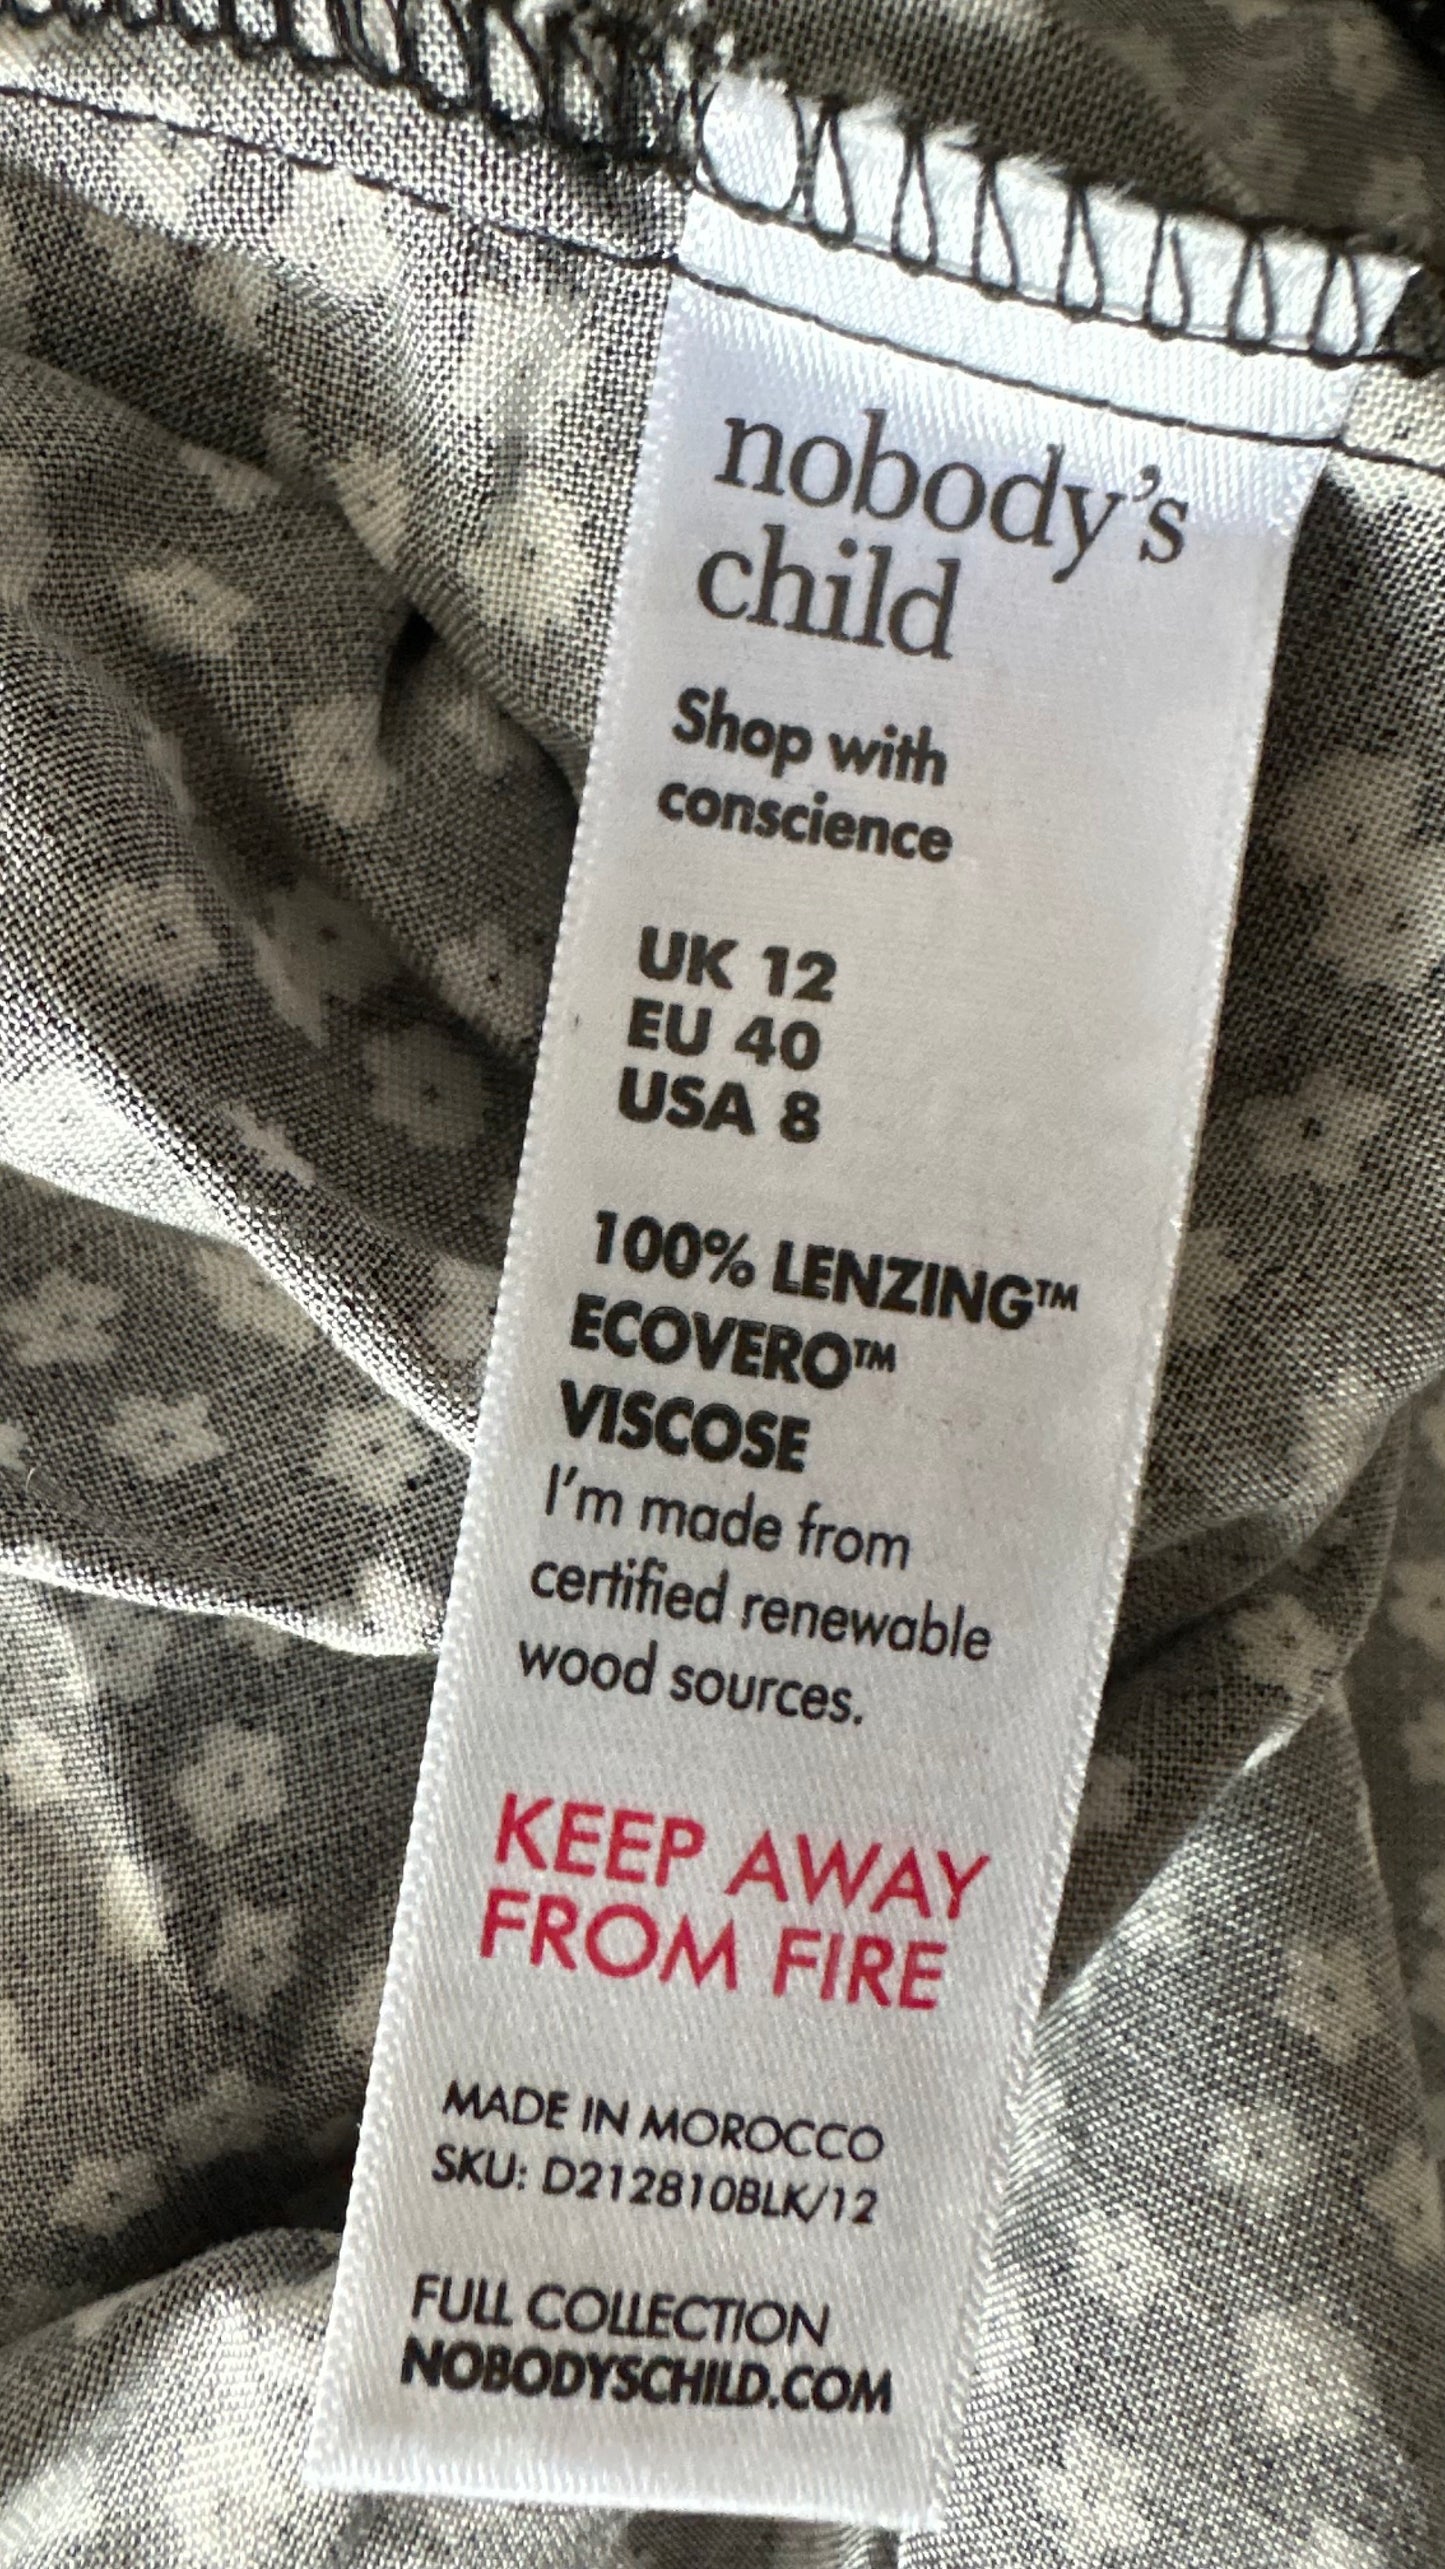 nobody's
child
Shop with
conscience
UK 12
EU 40
USA 8
100% LENZING™
ECOVERO™
VISCOSE
I'm made from
certified renewable
wood sources.
KEEP AWAY
FROM FIRE
MADE IN MOROCCO
SKU: D212810BLK/12
FULL COLLECTION
NOBODYSCHILD.COM